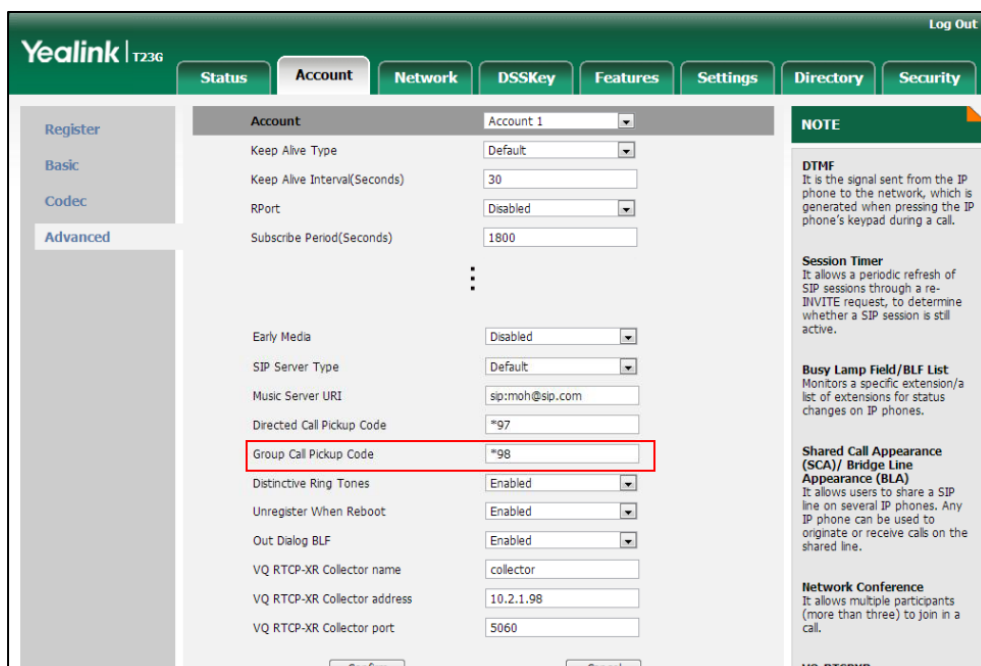 Log Out
Yealink T23G
Status Account Network DSSKey Features Settings Directory Security
Register
Basic
Codec
Advanced
Account Account 1
Keep Alive Type Default
Keep Alive Interval(Seconds) 30
RPort Disabled
Subscribe Period(Seconds) 1800
Early Media Disabled
SIP Server Type Default
Music Server URI sip:moh@sip.com
Directed Call Pickup Code *97
Group Call Pickup Code *98
Distinctive Ring Tones Enabled
Unregister When Reboot Enabled
Out Dialog BLF Enabled
VQ RTCP-XR Collector name collector
VQ RTCP-XR Collector address 10.2.1.98
VQ RTCP-XR Collector port 5060
NOTE
DTMF
It is the signal sent from the IP
phone to the network, which is
generated when pressing the IP
phone's keypad during a call.
Session Timer
It allows a periodic refresh of
SIP sessions through a re-
INVITE request, to determine
whether a SIP session is still
active.
Busy Lamp Field/BLF List
Monitors a specific extension/a
list of extensions for status
changes on IP phones.
Shared Call Appearance
(SCA)/ Bridge Line
Appearance (BLA)
It allows users to share a SIP
line on several IP phones. Any
IP phone can be used to
originate or receive calls on the
shared line.
Network Conference
It allows multiple participants
(more than three) to join in a
call.